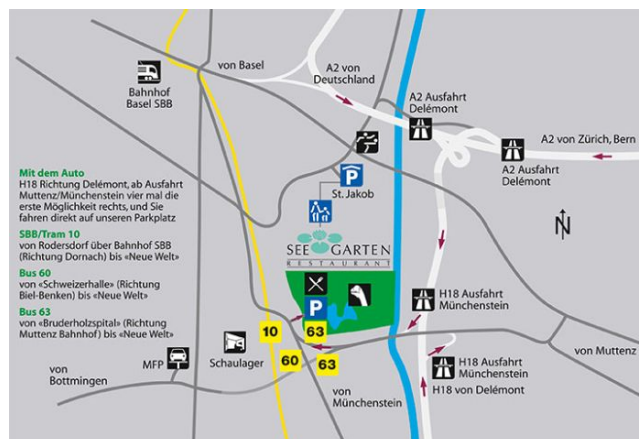 von Basel
A2 von
Deutschland
Bahnhof
Basel SBB
A2 Ausfahrt
Delémont
A2 von Zürich, Bern
A2 Ausfahrt
Delémont
Mit dem Auto
H18 Richtung Delémont, ab Ausfahrt
Muttenz/Münchenstein vier mal die
erste Möglichkeit rechts, und Sie
fahren direkt auf unseren Parkplatz
SBB/Tram 10
von Rodersdorf über Bahnhof SBB
(Richtung Dornach) bis «Neue Welt»
Bus 60
von «Schweizerhalle» (Richtung
Biel-Benken) bis «Neue Welt»
Bus 63
von «Bruderholzspital» (Richtung
Muttenz Bahnhof) bis «Neue Welt»
P
St. Jakob
SEEGARTEN
RESTAURANT
N
P
H18 Ausfahrt
Münchenstein
10
63
60
63
Schaulager
MFP
von
Bottmingen
von
Münchenstein
von Muttenz
H18 Ausfahrt
Münchenstein
H18 von Delémont